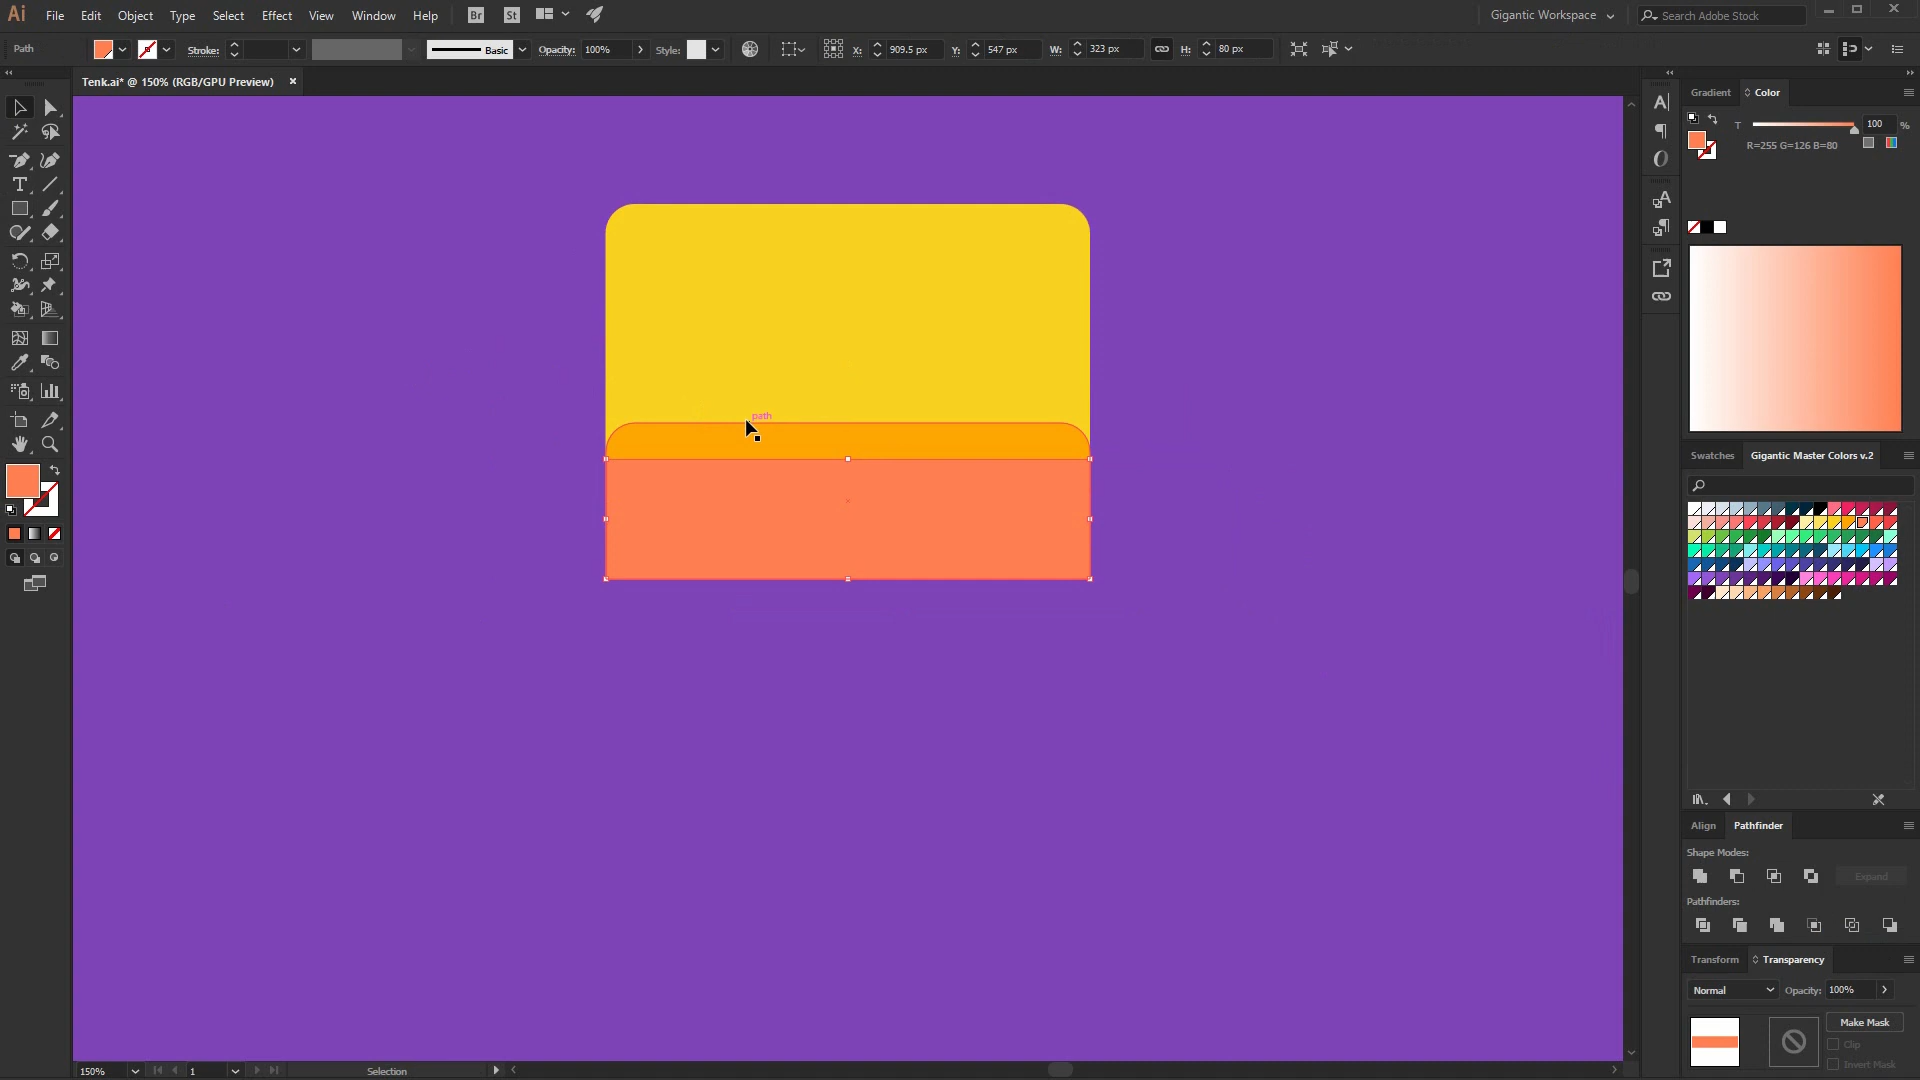 Ai File Edit Object Type Select Effect View Window Help Br St Gigantic Workspace Search Adobe Stock
Path Stroke: Basic Opacity: 100% Style: X: 909.5 px Y: 547 px W: 323 px H: 80 px
Tenk.ai* @ 150% (RGB/GPU Preview)
Gradient Color
T 100 %
R=255 G=126 B=80
path
Swatches Gigantic Master Colors v.2
Align Pathfinder
Shape Modes:
Expand
Pathfinders:
Transform Transparency
Normal Opacity: 100%
Make Mask
Clip
Invert Mask
150% 1 Selection